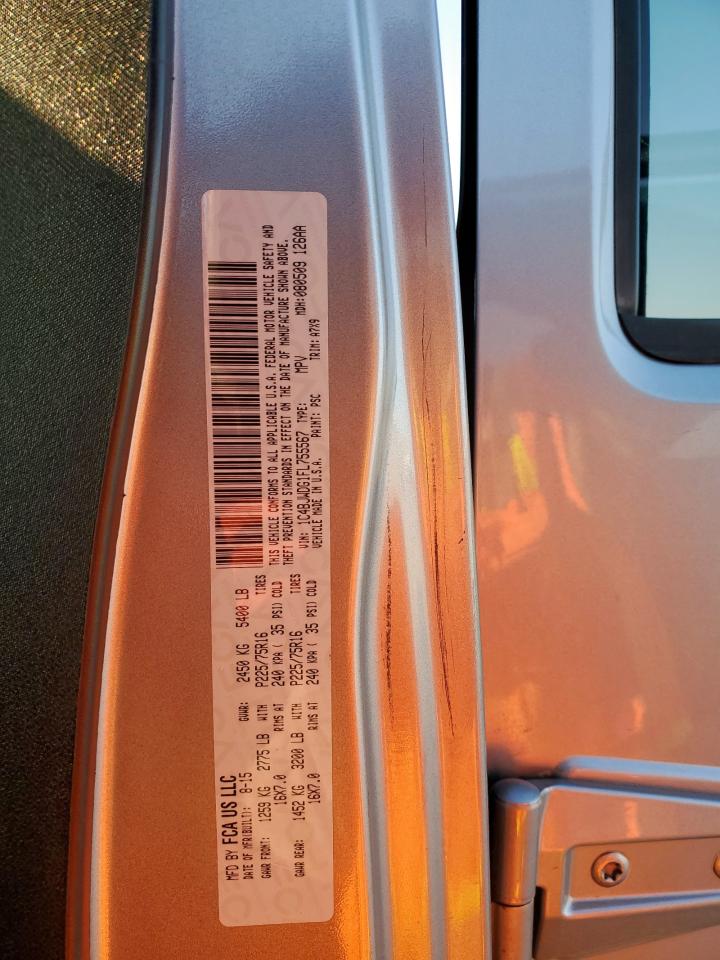 MFD BY FCA US LLC
DATE OF MFR(BUILT): 8-15 GVWR: 2450 KG 5400 LB
GAWR FRONT: 1259 KG 2775 LB WITH P225/75R16 TIRES
16X7.0 RIMS AT 240 KPA ( 35 PSI) COLD
GAWR REAR: 1452 KG 3200 LB WITH P225/75R16 TIRES
16X7.0 RIMS AT 240 KPA ( 35 PSI) COLD
THIS VEHICLE CONFORMS TO ALL APPLICABLE U.S.A. FEDERAL MOTOR VEHICLE SAFETY AND
THEFT PREVENTION STANDARDS IN EFFECT ON THE DATE OF MANUFACTURE SHOWN ABOVE.
VIN: 1C4BJWDG1FL755567 TYPE: MPV MDH:080509 126AA
VEHICLE MADE IN U.S.A. PAINT: PSC TRIM: A7X9